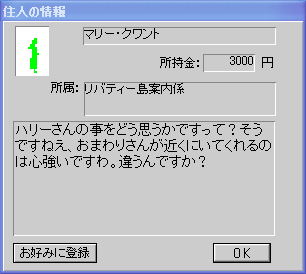 住人の情報
マリー・クワント
所持金: 3000 円
所属: リバティー島案内係
ハリーさんの事をどう思うかですって？そう
ですねえ、おまわりさんが近くにいてくれるの
は心強いですわ。違うんですか？
お好みに登録 OK